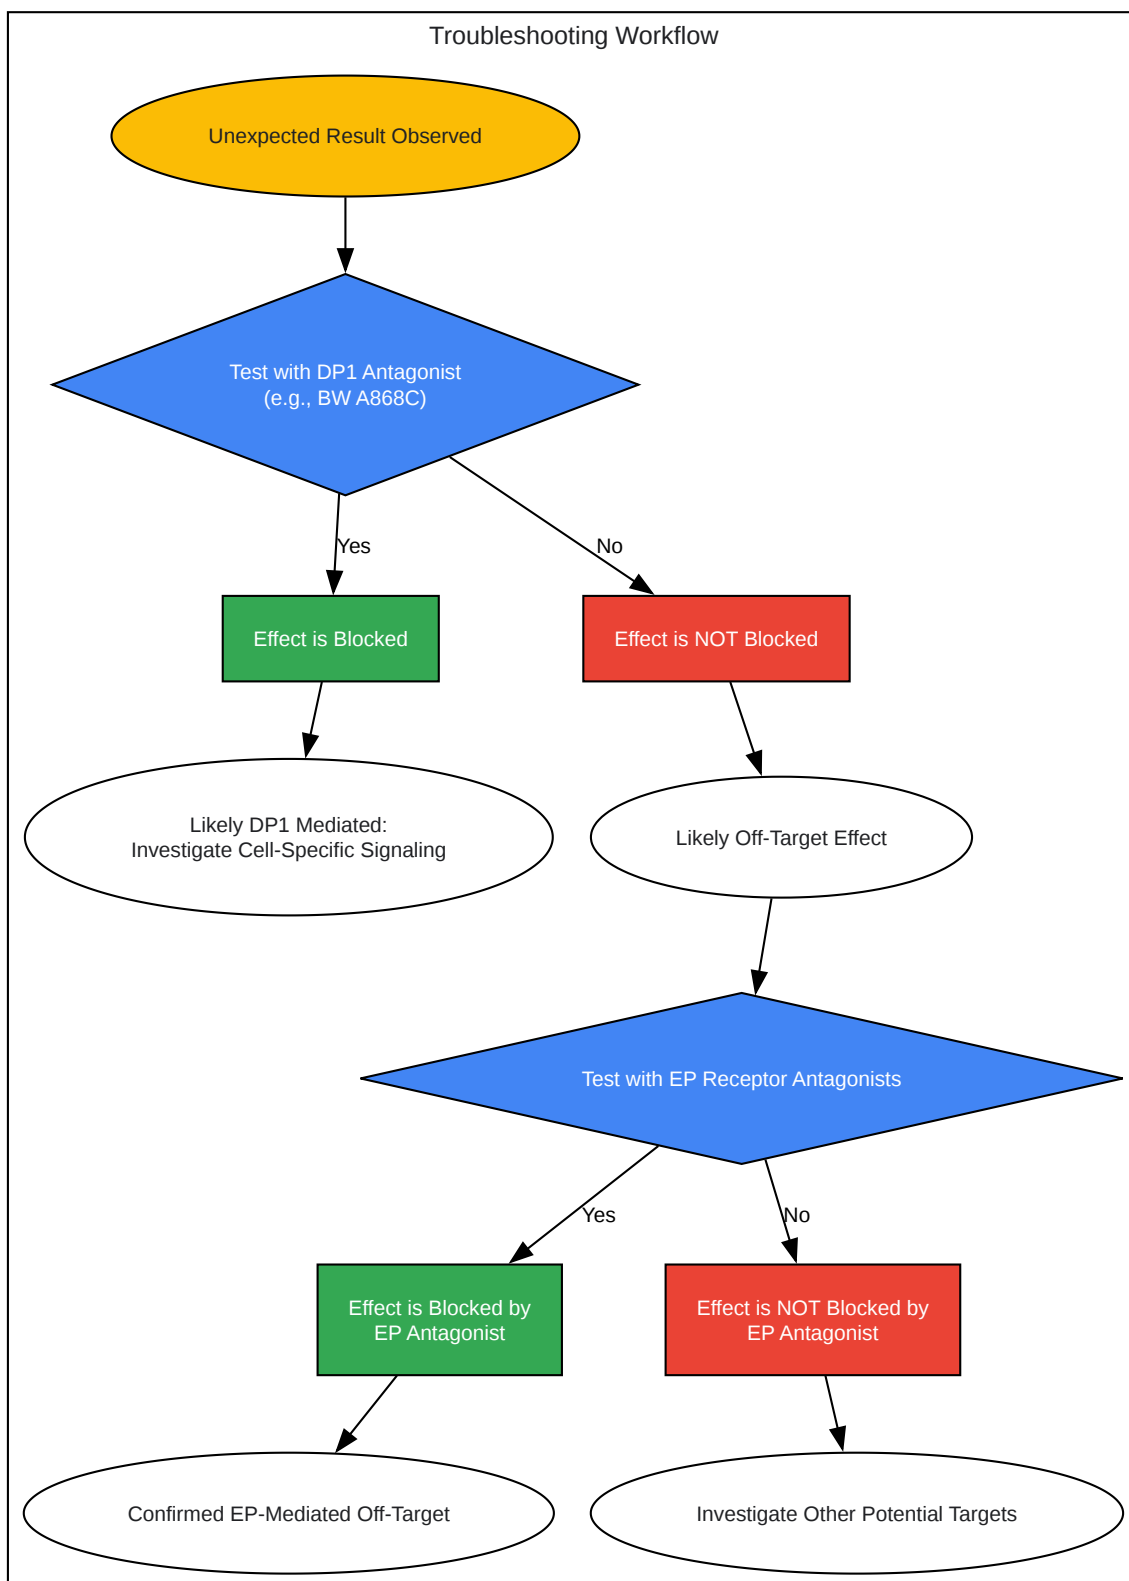 Troubleshooting Workflow
Unexpected Result Observed
Test with DP1 Antagonist
(e.g., BW A868C)
Yes
No
Effect is Blocked
Effect is NOT Blocked
Likely DP1 Mediated:
Investigate Cell-Specific Signaling
Likely Off-Target Effect
Test with EP Receptor Antagonists
Yes
No
Effect is Blocked by
EP Antagonist
Effect is NOT Blocked by
EP Antagonist
Confirmed EP-Mediated Off-Target
Investigate Other Potential Targets